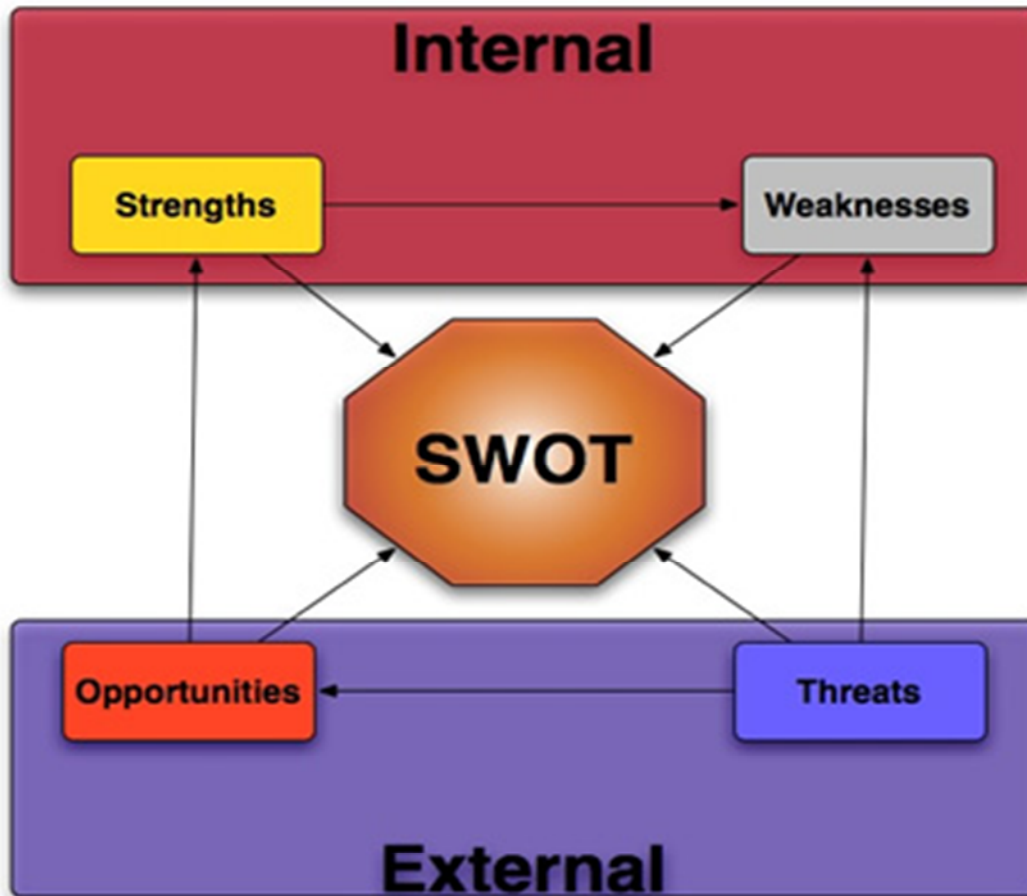 Internal
Strengths
Weaknesses
SWOT
Opportunities
Threats
External